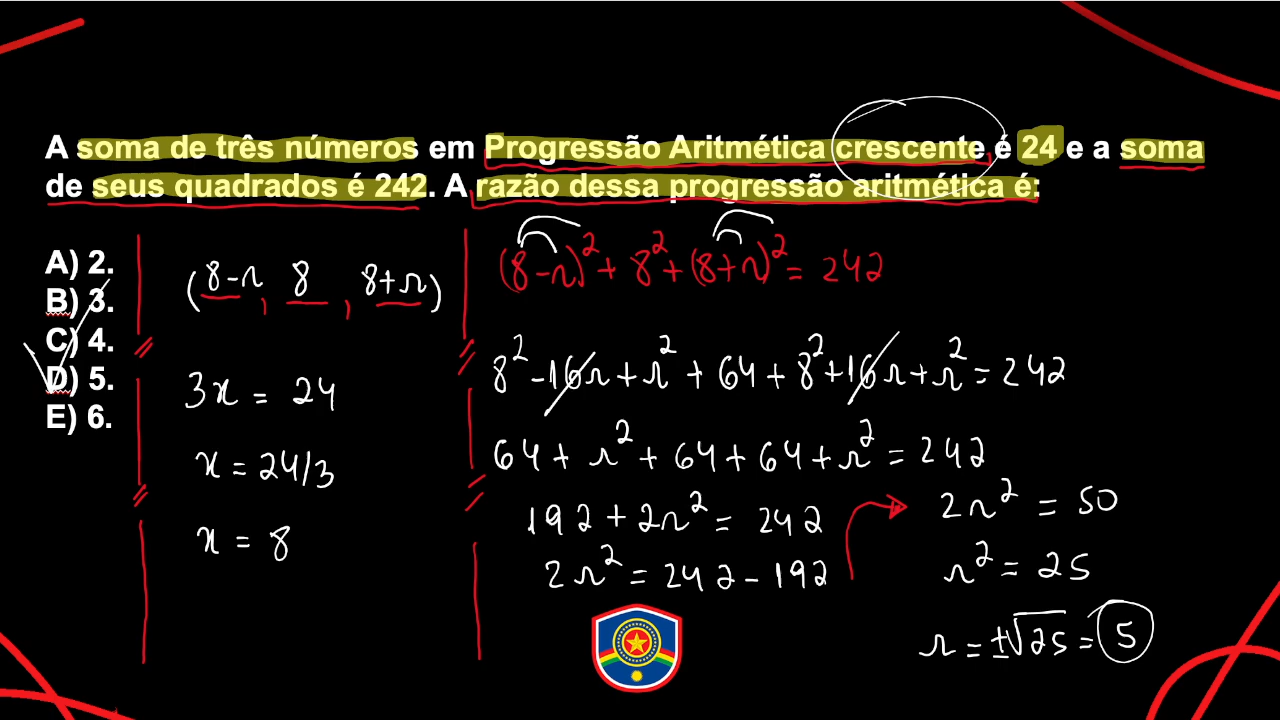 A soma de três números em Progressão Aritmética crescente é 24 e a soma
de seus quadrados é 242. A razão dessa progressão aritmética é:
A) 2.
B) 3.
C) 4.
D) 5.
E) 6.
(8-r, 8, 8+r)
3x = 24
x = 24/3
x = 8
(8-r)² + 8² + (8+r)² = 242
8² - 16r + r² + 64 + 8² + 16r + r² = 242
64 + r² + 64 + 64 + r² = 242
192 + 2r² = 242
2r² = 242 - 192
2r² = 50
r² = 25
r = ±√25 = 5